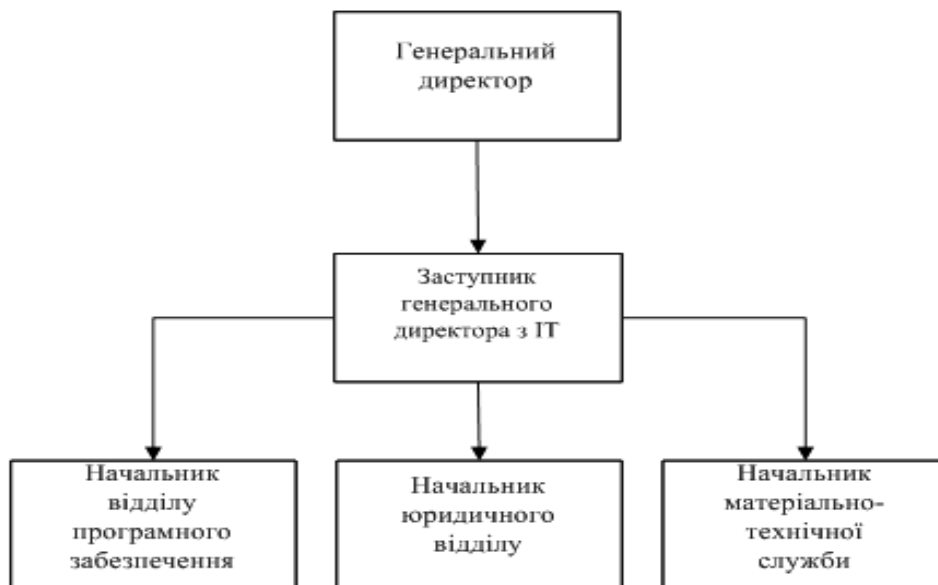 Генеральний
директор
Заступник
генерального
директора з ІТ
Начальник
відділу
програмного
забезпечення
Начальник
юридичного
відділу
Начальник
матеріально-
технічної
служби